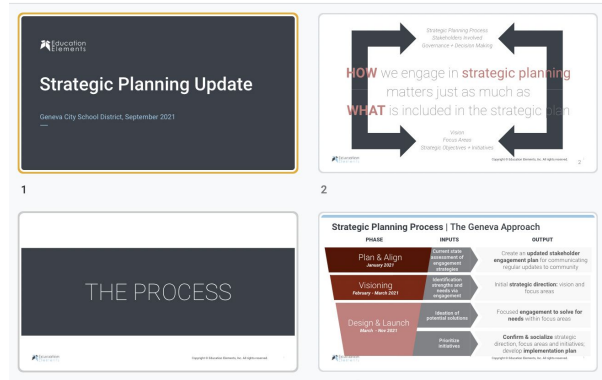 Education
Elements
Strategic Planning Update
Geneva City School District, September 2021
1
Strategic Planning Process
Stakeholders Involved
Governance + Decision Making
HOW we engage in strategic planning
matters just as much as
WHAT is included in the strategic plan
Vision
Focus Areas
Strategic Objectives + Initiatives
Education
Elements
Copyright © Education Elements, Inc. All rights reserved.
2
2
THE PROCESS
Education
Elements
Copyright © Education Elements, Inc. All rights reserved.
Strategic Planning Process | The Geneva Approach
PHASE INPUTS OUTPUT
Plan & Align
January 2021
Current state
assessment of
engagement
strategies
Create an updated stakeholder
engagement plan for communicating
regular updates to community
Visioning
February - March 2021
Identification
strengths and
needs via
engagement
Initial strategic direction: vision and
focus areas
Design & Launch
March - Nov 2021
Ideation of
potential solutions
Focused engagement to solve for
needs within focus areas
Prioritize
initiatives
Confirm & socialize strategic
direction, focus areas and initiatives;
develop implementation plan
Education
Elements
Copyright © Education Elements, Inc. All rights reserved.